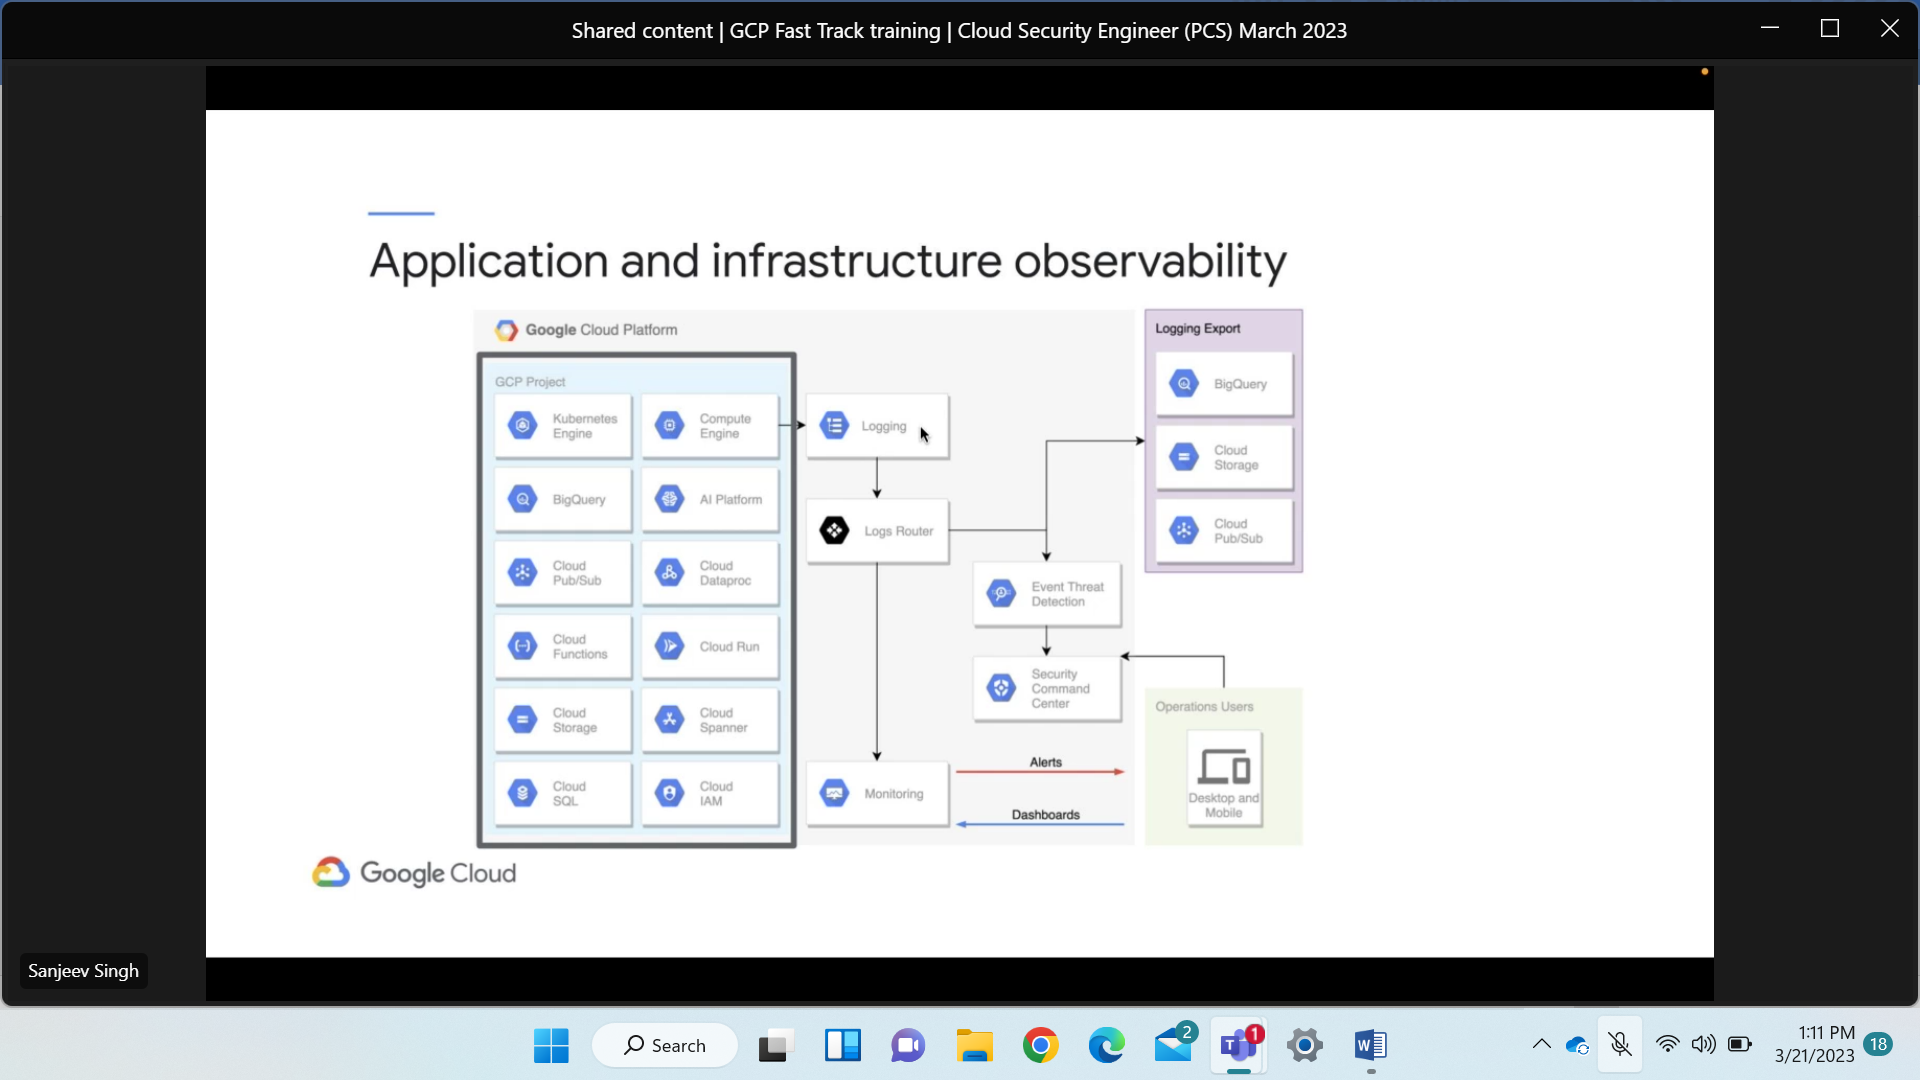 Shared content | GCP Fast Track training | Cloud Security Engineer (PCS) March 2023
Application and infrastructure observability
Google Cloud Platform
GCP Project
Kubernetes
Engine
Compute
Engine
BigQuery
AI Platform
Cloud
Pub/Sub
Cloud
Dataproc
Cloud
Functions
Cloud Run
Cloud
Storage
Cloud
Spanner
Cloud
SQL
Cloud
IAM
Logging
Logs Router
Monitoring
Event Threat
Detection
Security
Command
Center
Alerts
Dashboards
Logging Export
BigQuery
Cloud
Storage
Cloud
Pub/Sub
Operations Users
Desktop and
Mobile
Google Cloud
Sanjeev Singh
Search
2
1
W
1:11 PM
3/21/2023
18